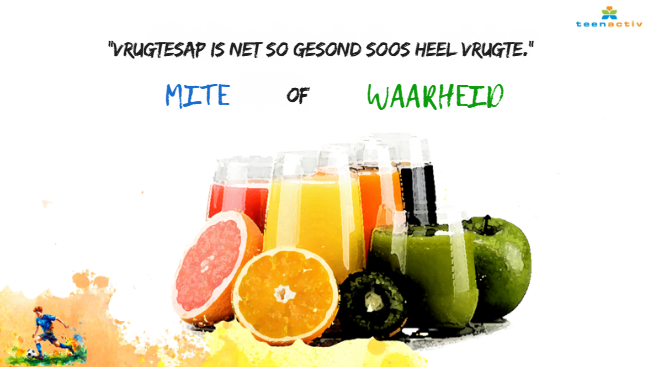 teenactiv
"VRUGTESAP IS NET SO GESOND SOOS HEEL VRUGTE."
MITE OF WAARHEID